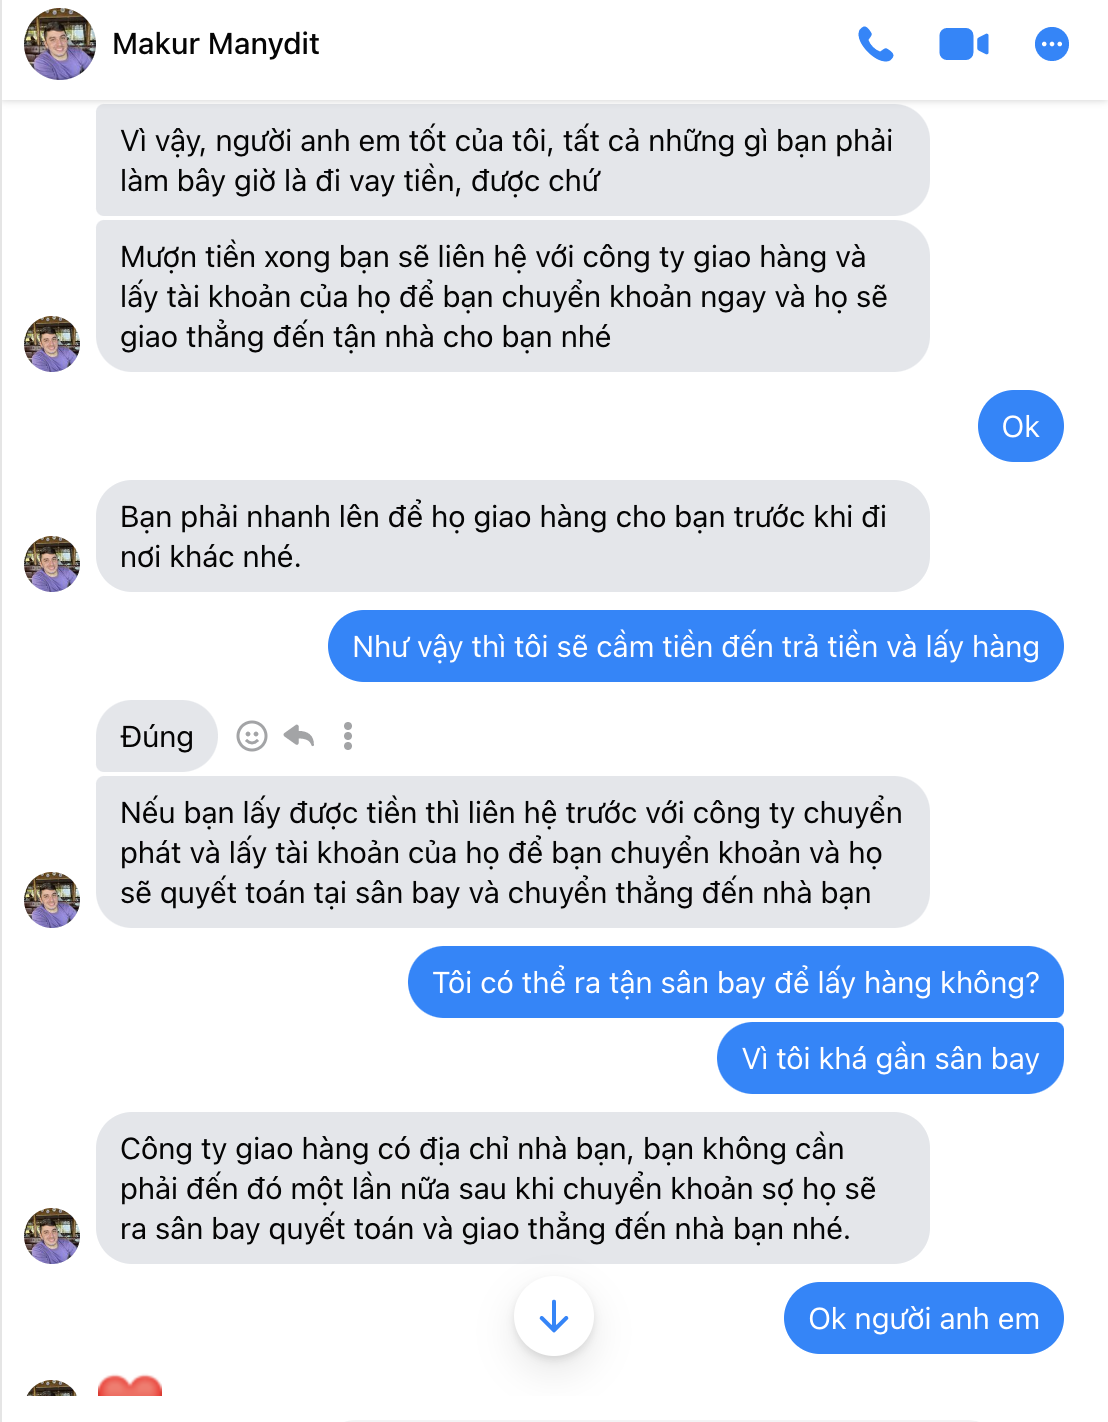 Makur Manydit
Vì vậy, người anh em tốt của tôi, tất cả những gì bạn phải
làm bây giờ là đi vay tiền, được chứ
Mượn tiền xong bạn sẽ liên hệ với công ty giao hàng và
lấy tài khoản của họ để bạn chuyển khoản ngay và họ sẽ
giao thẳng đến tận nhà cho bạn nhé
Ok
Bạn phải nhanh lên để họ giao hàng cho bạn trước khi đi
nơi khác nhé.
Như vậy thì tôi sẽ cầm tiền đến trả tiền và lấy hàng
Đúng
Nếu bạn lấy được tiền thì liên hệ trước với công ty chuyển
phát và lấy tài khoản của họ để bạn chuyển khoản và họ
sẽ quyết toán tại sân bay và chuyển thẳng đến nhà bạn
Tôi có thể ra tận sân bay để lấy hàng không?
Vì tôi khá gần sân bay
Công ty giao hàng có địa chỉ nhà bạn, bạn không cần
phải đến đó một lần nữa sau khi chuyển khoản sợ họ sẽ
ra sân bay quyết toán và giao thẳng đến nhà bạn nhé.
Ok người anh em